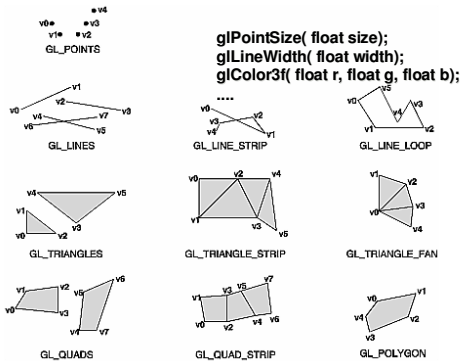 v4
v0 v3
v1 v2
GL_POINTS
glPointSize( float size);
glLineWidth( float width);
glColor3f( float r, float g, float b);
....
v1
v2
v0 v3
v4 v7
v6 v5
GL_LINES
v0
v2
v3
v4 v1
GL_LINE_STRIP
v5
v3
v4
v1 v2
GL_LINE_LOOP
v4 v5
v1
v0 v2 v3
GL_TRIANGLES
v0 v2 v4
v1 v3
v5
GL_TRIANGLE_STRIP
v1
v2
v3
v0
v4
GL_TRIANGLE_FAN
v1 v2
v0 v3
v6
v5
v4 v7
GL_QUADS
v1 v3 v5 v7
v0 v2 v4 v6
GL_QUAD_STRIP
v0 v1
v2
v3
GL_POLYGON